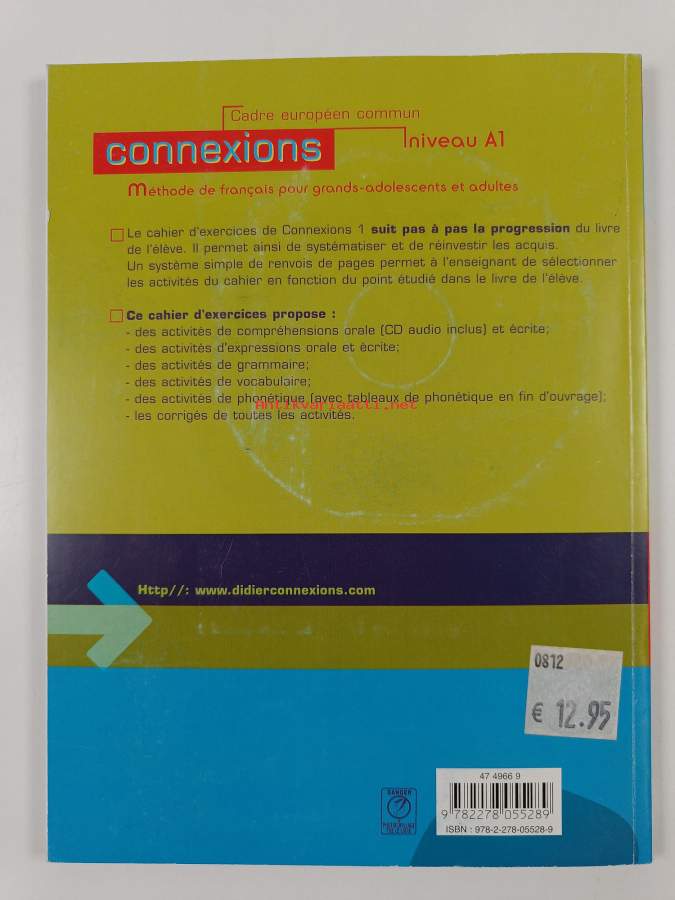 Cadre européen commun
connexions
niveau A1
Méthode de français pour grands-adolescents et adultes
Le cahier d'exercices de Connexions 1 suit pas à pas la progression du livre
de l'élève. Il permet ainsi de systématiser et de réinvestir les acquis.
Un système simple de renvois de pages permet à l'enseignant de sélectionner
les activités du cahier en fonction du point étudié dans le livre de l'élève.
Ce cahier d'exercices propose :
- des activités de compréhensions orale (CD audio inclus) et écrite;
- des activités d'expressions orale et écrite;
- des activités de grammaire;
- des activités de vocabulaire;
- des activités de phonétique (avec tableaux de phonétique en fin d'ouvrage);
Antikvariaatti.net
- les corrigés de toutes les activités.
Http//: www.didierconnexions.com
0812
€ 12.95
47 4966 9
9 782278 055289
ISBN : 978-2-278-05528-9
DANGER